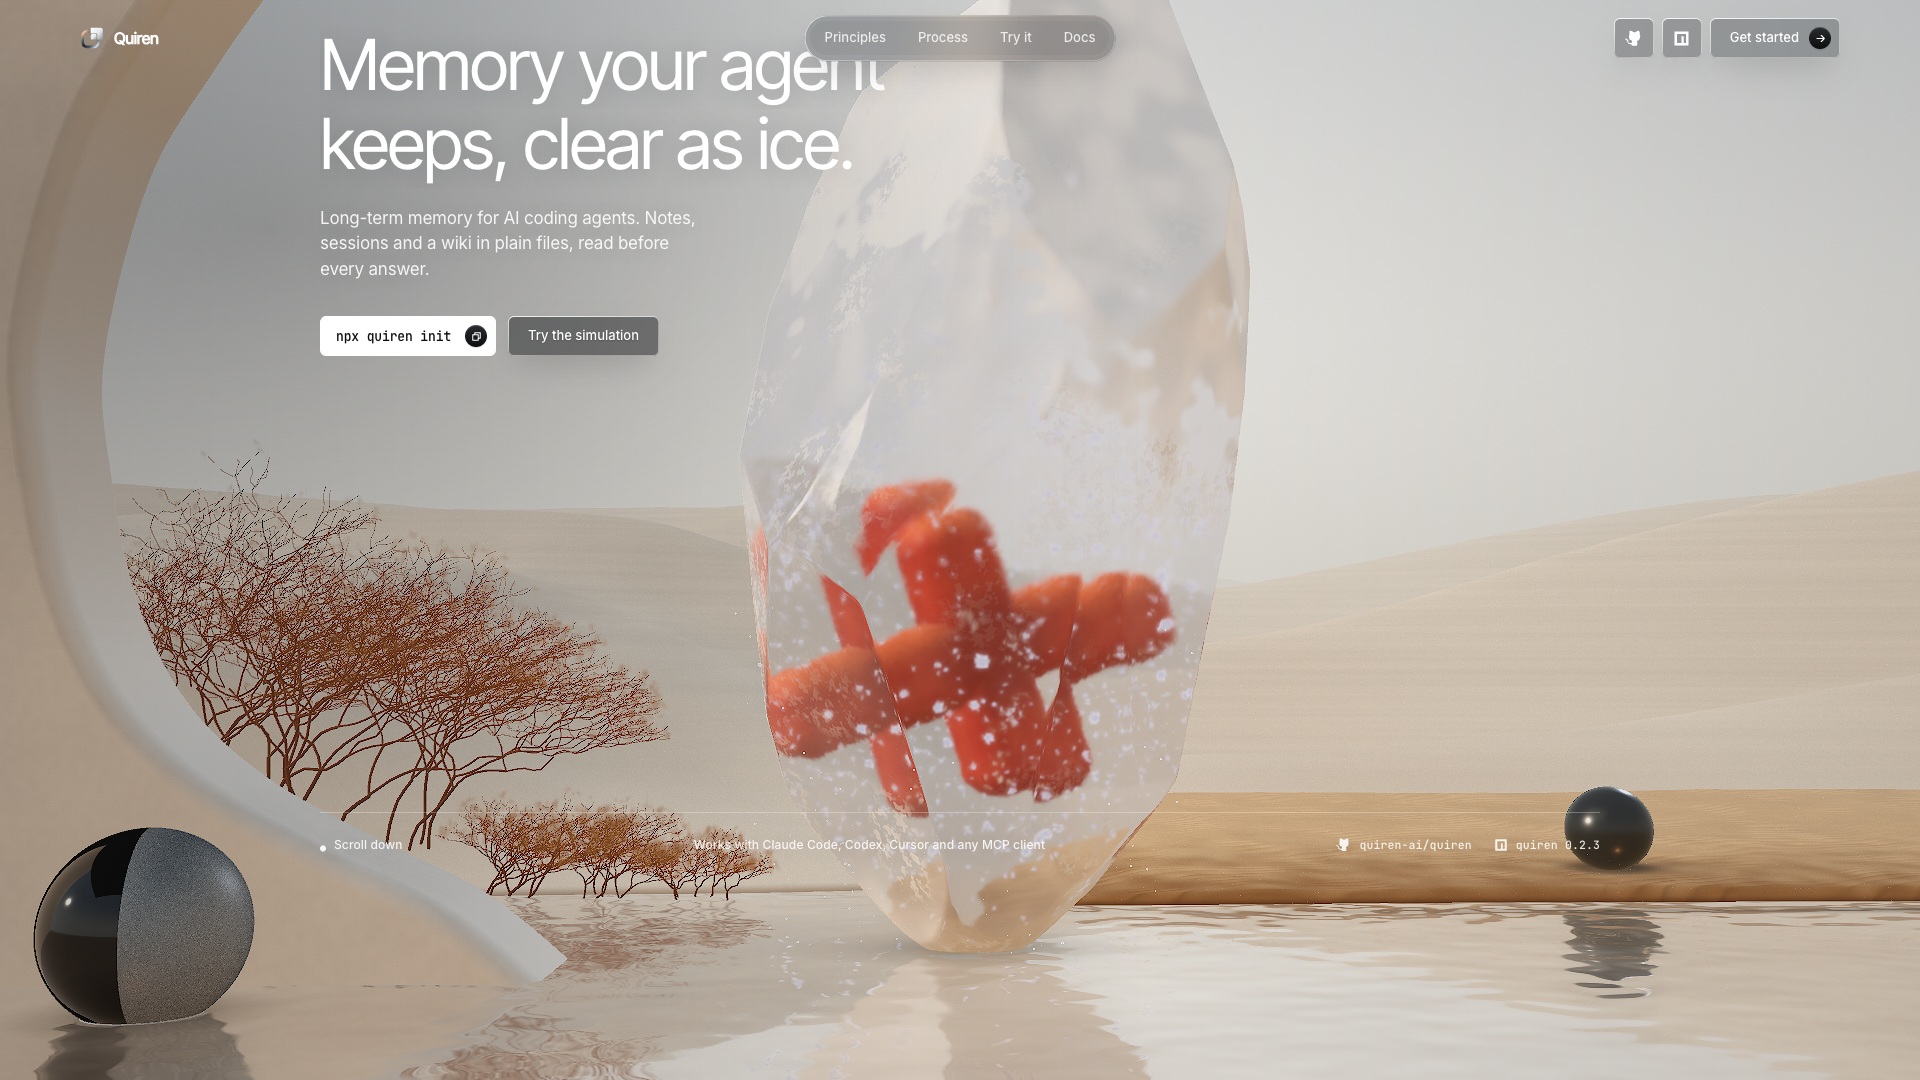 Quiren
Principles
Process
Try it
Docs
Get started
Memory your agent
keeps, clear as ice.
Long-term memory for AI coding agents. Notes,
sessions and a wiki in plain files, read before
every answer.
npx quiren init
Try the simulation
Scroll down
Works with Claude Code, Codex, Cursor and any MCP client
quiren-ai/quiren
quiren 0.2.3